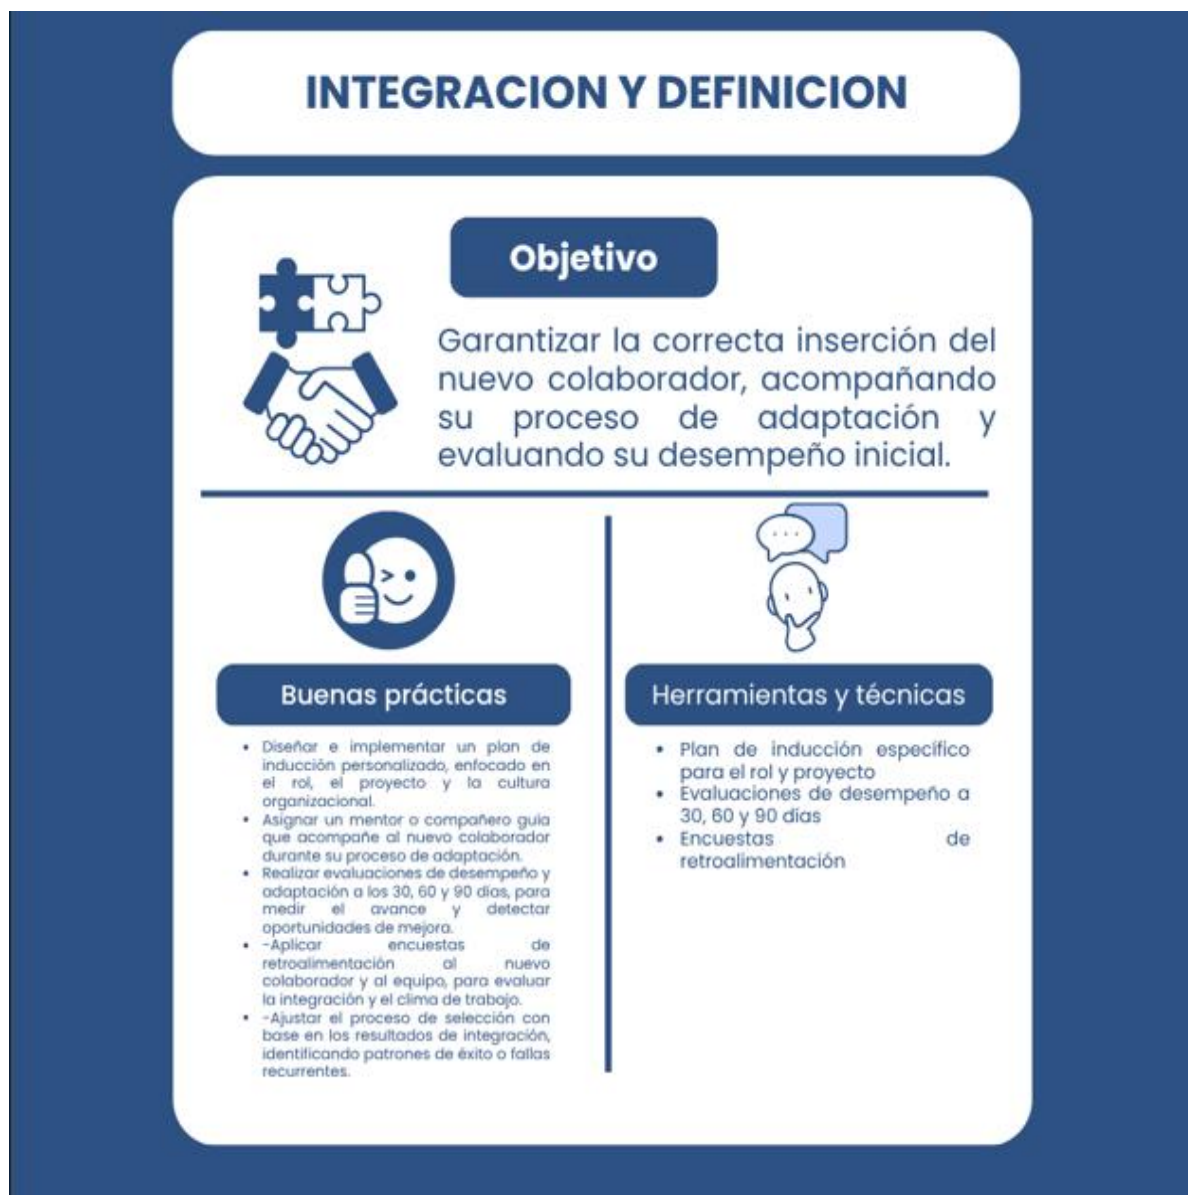 INTEGRACION Y DEFINICION
Objetivo
Garantizar la correcta inserción del
nuevo colaborador, acompañando
su proceso de adaptación y
evaluando su desempeño inicial.
Buenas prácticas
• Diseñar e implementar un plan de
inducción personalizado, enfocado en
el rol, el proyecto y la cultura
organizacional.
• Asignar un mentor o compañero guía
que acompañe al nuevo colaborador
durante su proceso de adaptación.
• Realizar evaluaciones de desempeño y
adaptación a los 30, 60 y 90 días, para
medir el avance y detectar
oportunidades de mejora.
• -Aplicar encuestas de
retroalimentación al nuevo
colaborador y al equipo, para evaluar
la integración y el clima de trabajo.
• -Ajustar el proceso de selección con
base en los resultados de integración,
identificando patrones de éxito o fallas
recurrentes.
Herramientas y técnicas
• Plan de inducción específico
para el rol y proyecto
• Evaluaciones de desempeño a
30, 60 y 90 días
• Encuestas de
retroalimentación